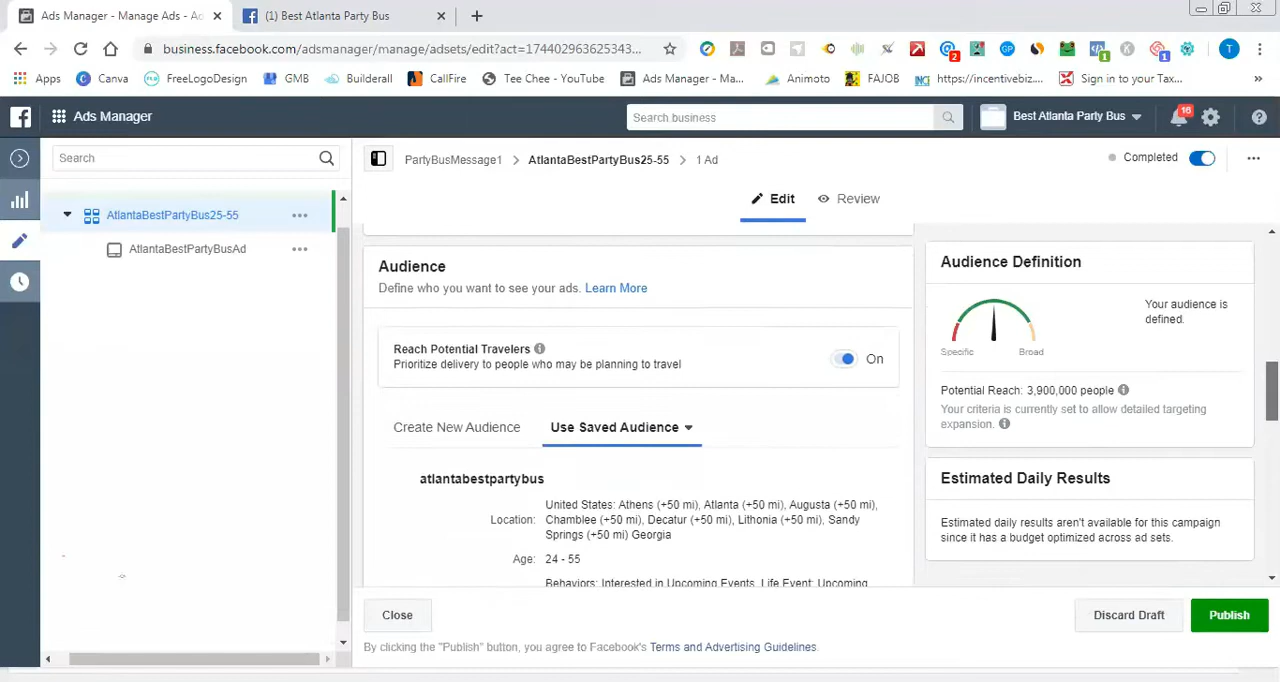 Ads Manager - Manage Ads - Ac
(1) Best Atlanta Party Bus
business.facebook.com/adsmanager/manage/adsets/edit?act=174402963625343...
2
1
1
T
Apps
Canva
FreeLogoDesign
GMB
Builderall
CallFire
Tee Chee - YouTube
Ads Manager - Ma...
Animoto
FAJOB
https://incentivebiz....
Sign in to your Tax...
»
Ads Manager
Search business
Best Atlanta Party Bus
16
Search
PartyBusMessage1 > AtlantaBestPartyBus25-55 > 1 Ad
Completed
Edit
Review
AtlantaBestPartyBus25-55
AtlantaBestPartyBusAd
Audience
Define who you want to see your ads. Learn More
Reach Potential Travelers
Prioritize delivery to people who may be planning to travel
On
Create New Audience
Use Saved Audience
atlantabestpartybus
Location:
United States: Athens (+50 mi), Atlanta (+50 mi), Augusta (+50 mi),
Chamblee (+50 mi), Decatur (+50 mi), Lithonia (+50 mi), Sandy
Springs (+50 mi) Georgia
Age: 24 - 55
Behaviors: Interested in Upcoming Events, Life Event: Upcoming
Audience Definition
Your audience is
defined.
Specific
Broad
Potential Reach: 3,900,000 people
Your criteria is currently set to allow detailed targeting
expansion.
Estimated Daily Results
Estimated daily results aren't available for this campaign
since it has a budget optimized across ad sets.
Close
Discard Draft
Publish
By clicking the "Publish" button, you agree to Facebook's Terms and Advertising Guidelines.